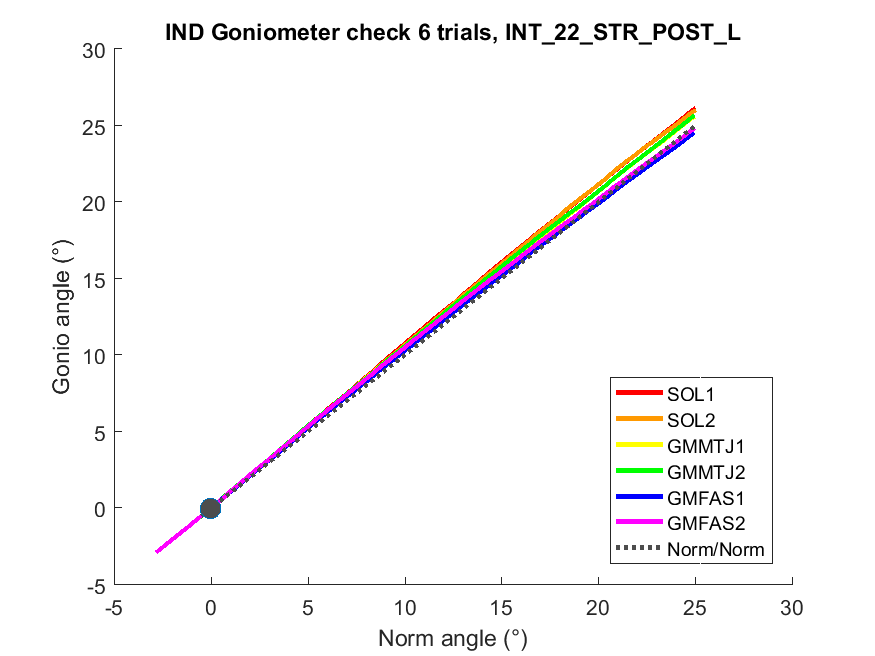 IND Goniometer check 6 trials, INT_22_STR_POST_L
30
25
20
15
10
5
0
-5
Gonio angle (°)
-5 0 5 10 15 20 25 30
Norm angle (°)
SOL1
SOL2
GMMTJ1
GMMTJ2
GMFAS1
GMFAS2
Norm/Norm